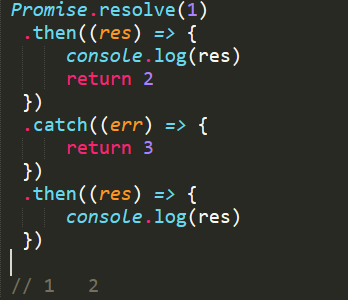 Promise.resolve(1)
 .then((res) => {
     console.log(res)
     return 2
 })
 .catch((err) => {
     return 3
 })
 .then((res) => {
     console.log(res)
 })
// 1   2